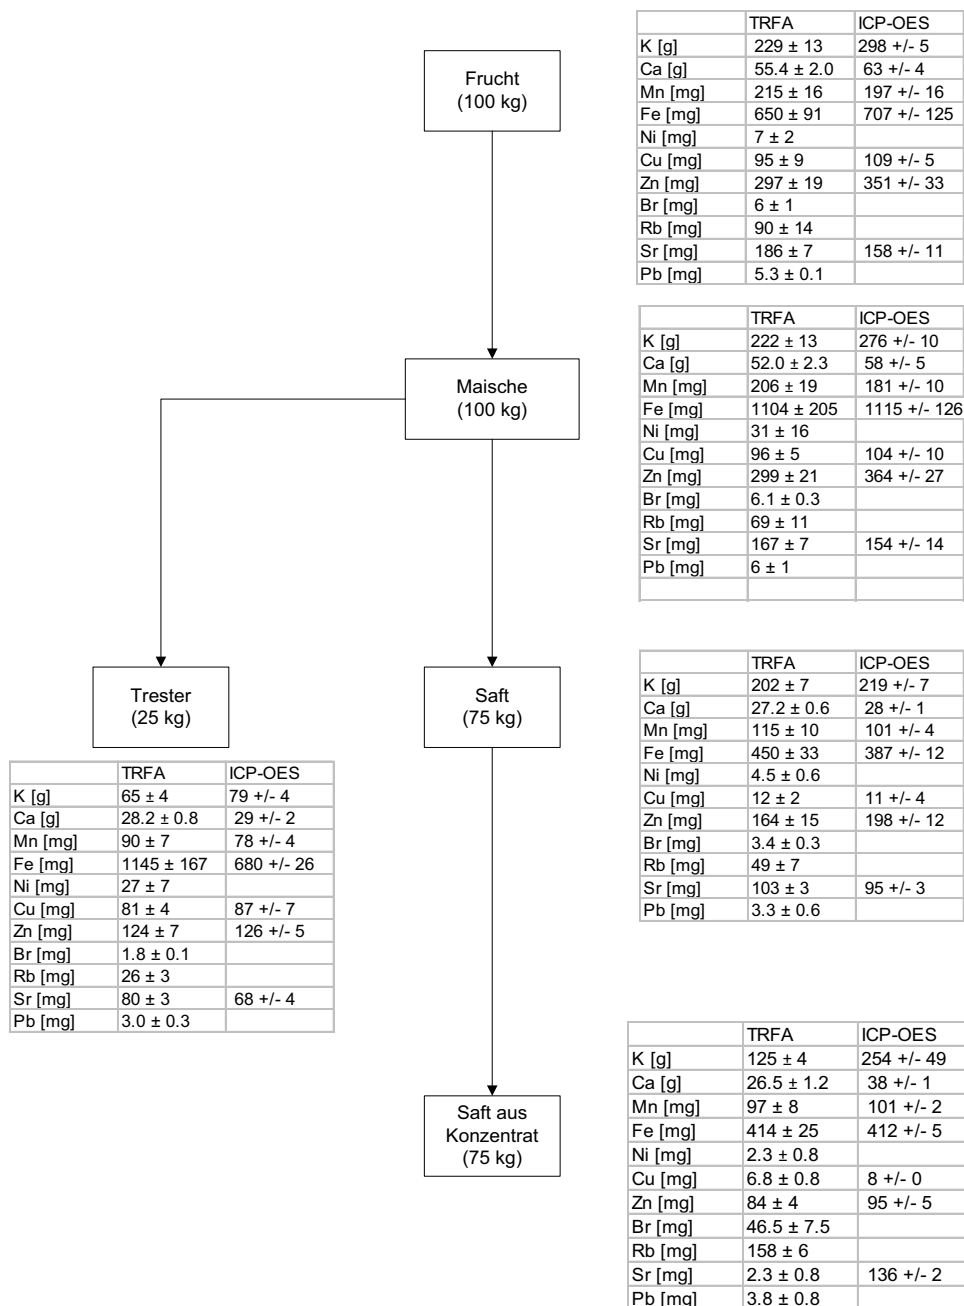 TRFA ICP-OES
K [g] 229 ± 13 298 +/- 5
Ca [g] 55.4 ± 2.0 63 +/- 4
Mn [mg] 215 ± 16 197 +/- 16
Fe [mg] 650 ± 91 707 +/- 125
Ni [mg] 7 ± 2
Cu [mg] 95 ± 9 109 +/- 5
Zn [mg] 297 ± 19 351 +/- 33
Br [mg] 6 ± 1
Rb [mg] 90 ± 14
Sr [mg] 186 ± 7 158 +/- 11
Pb [mg] 5.3 ± 0.1
Frucht
(100 kg)
TRFA ICP-OES
K [g] 222 ± 13 276 +/- 10
Ca [g] 52.0 ± 2.3 58 +/- 5
Mn [mg] 206 ± 19 181 +/- 10
Fe [mg] 1104 ± 205 1115 +/- 126
Ni [mg] 31 ± 16
Cu [mg] 96 ± 5 104 +/- 10
Zn [mg] 299 ± 21 364 +/- 27
Br [mg] 6.1 ± 0.3
Rb [mg] 69 ± 11
Sr [mg] 167 ± 7 154 +/- 14
Pb [mg] 6 ± 1
Maische
(100 kg)
Trester
(25 kg)
TRFA ICP-OES
K [g] 65 ± 4 79 +/- 4
Ca [g] 28.2 ± 0.8 29 +/- 2
Mn [mg] 90 ± 7 78 +/- 4
Fe [mg] 1145 ± 167 680 +/- 26
Ni [mg] 27 ± 7
Cu [mg] 81 ± 4 87 +/- 7
Zn [mg] 124 ± 7 126 +/- 5
Br [mg] 1.8 ± 0.1
Rb [mg] 26 ± 3
Sr [mg] 80 ± 3 68 +/- 4
Pb [mg] 3.0 ± 0.3
Saft
(75 kg)
TRFA ICP-OES
K [g] 202 ± 7 219 +/- 7
Ca [g] 27.2 ± 0.6 28 +/- 1
Mn [mg] 115 ± 10 101 +/- 4
Fe [mg] 450 ± 33 387 +/- 12
Ni [mg] 4.5 ± 0.6
Cu [mg] 12 ± 2 11 +/- 4
Zn [mg] 164 ± 15 198 +/- 12
Br [mg] 3.4 ± 0.3
Rb [mg] 49 ± 7
Sr [mg] 103 ± 3 95 +/- 3
Pb [mg] 3.3 ± 0.6
Saft aus
Konzentrat
(75 kg)
TRFA ICP-OES
K [g] 125 ± 4 254 +/- 49
Ca [g] 26.5 ± 1.2 38 +/- 1
Mn [mg] 97 ± 8 101 +/- 2
Fe [mg] 414 ± 25 412 +/- 5
Ni [mg] 2.3 ± 0.8
Cu [mg] 6.8 ± 0.8 8 +/- 0
Zn [mg] 84 ± 4 95 +/- 5
Br [mg] 46.5 ± 7.5
Rb [mg] 158 ± 6
Sr [mg] 2.3 ± 0.8 136 +/- 2
Pb [mg] 3.8 ± 0.8